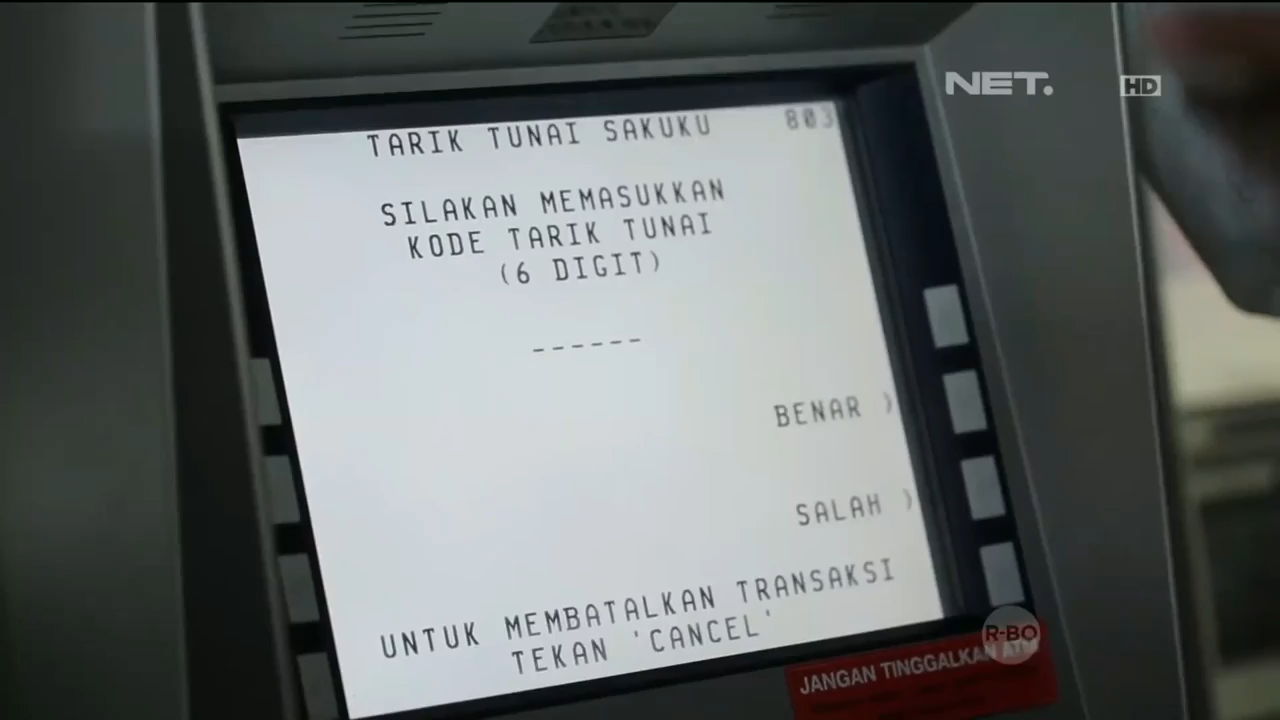 NET.
HD
TARIK TUNAI SAKUKU
803
SILAKAN MEMASUKKAN
KODE TARIK TUNAI
(6 DIGIT)
------
BENAR )
SALAH )
UNTUK MEMBATALKAN TRANSAKSI
TEKAN 'CANCEL'
R-BO
JANGAN TINGGALKAN ATM